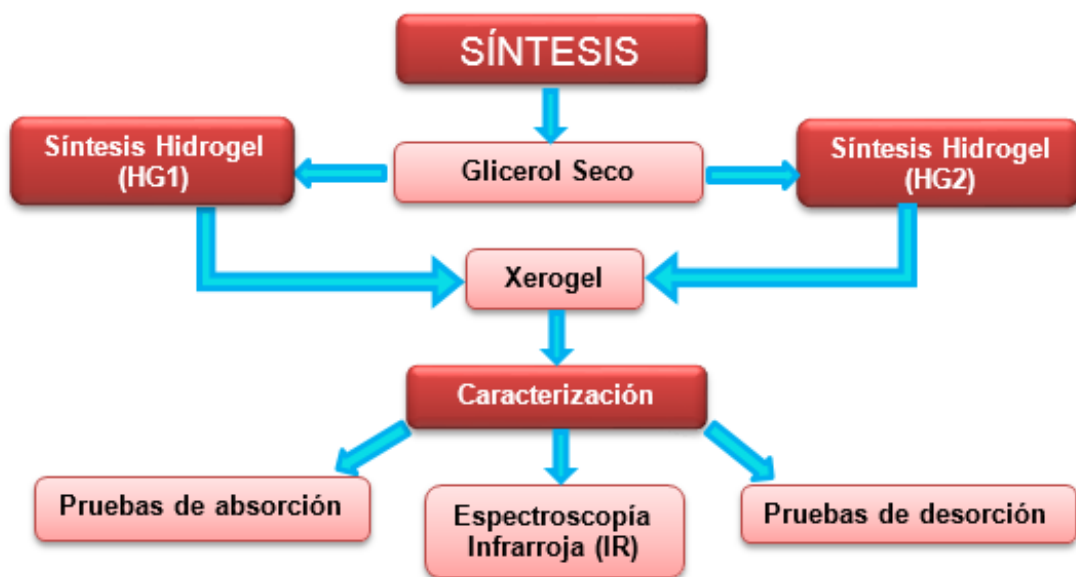 SÍNTESIS
Síntesis Hidrogel
(HG1)
Glicerol Seco
Síntesis Hidrogel
(HG2)
Xerogel
Caracterización
Pruebas de absorción
Espectroscopía
Infrarroja (IR)
Pruebas de desorción